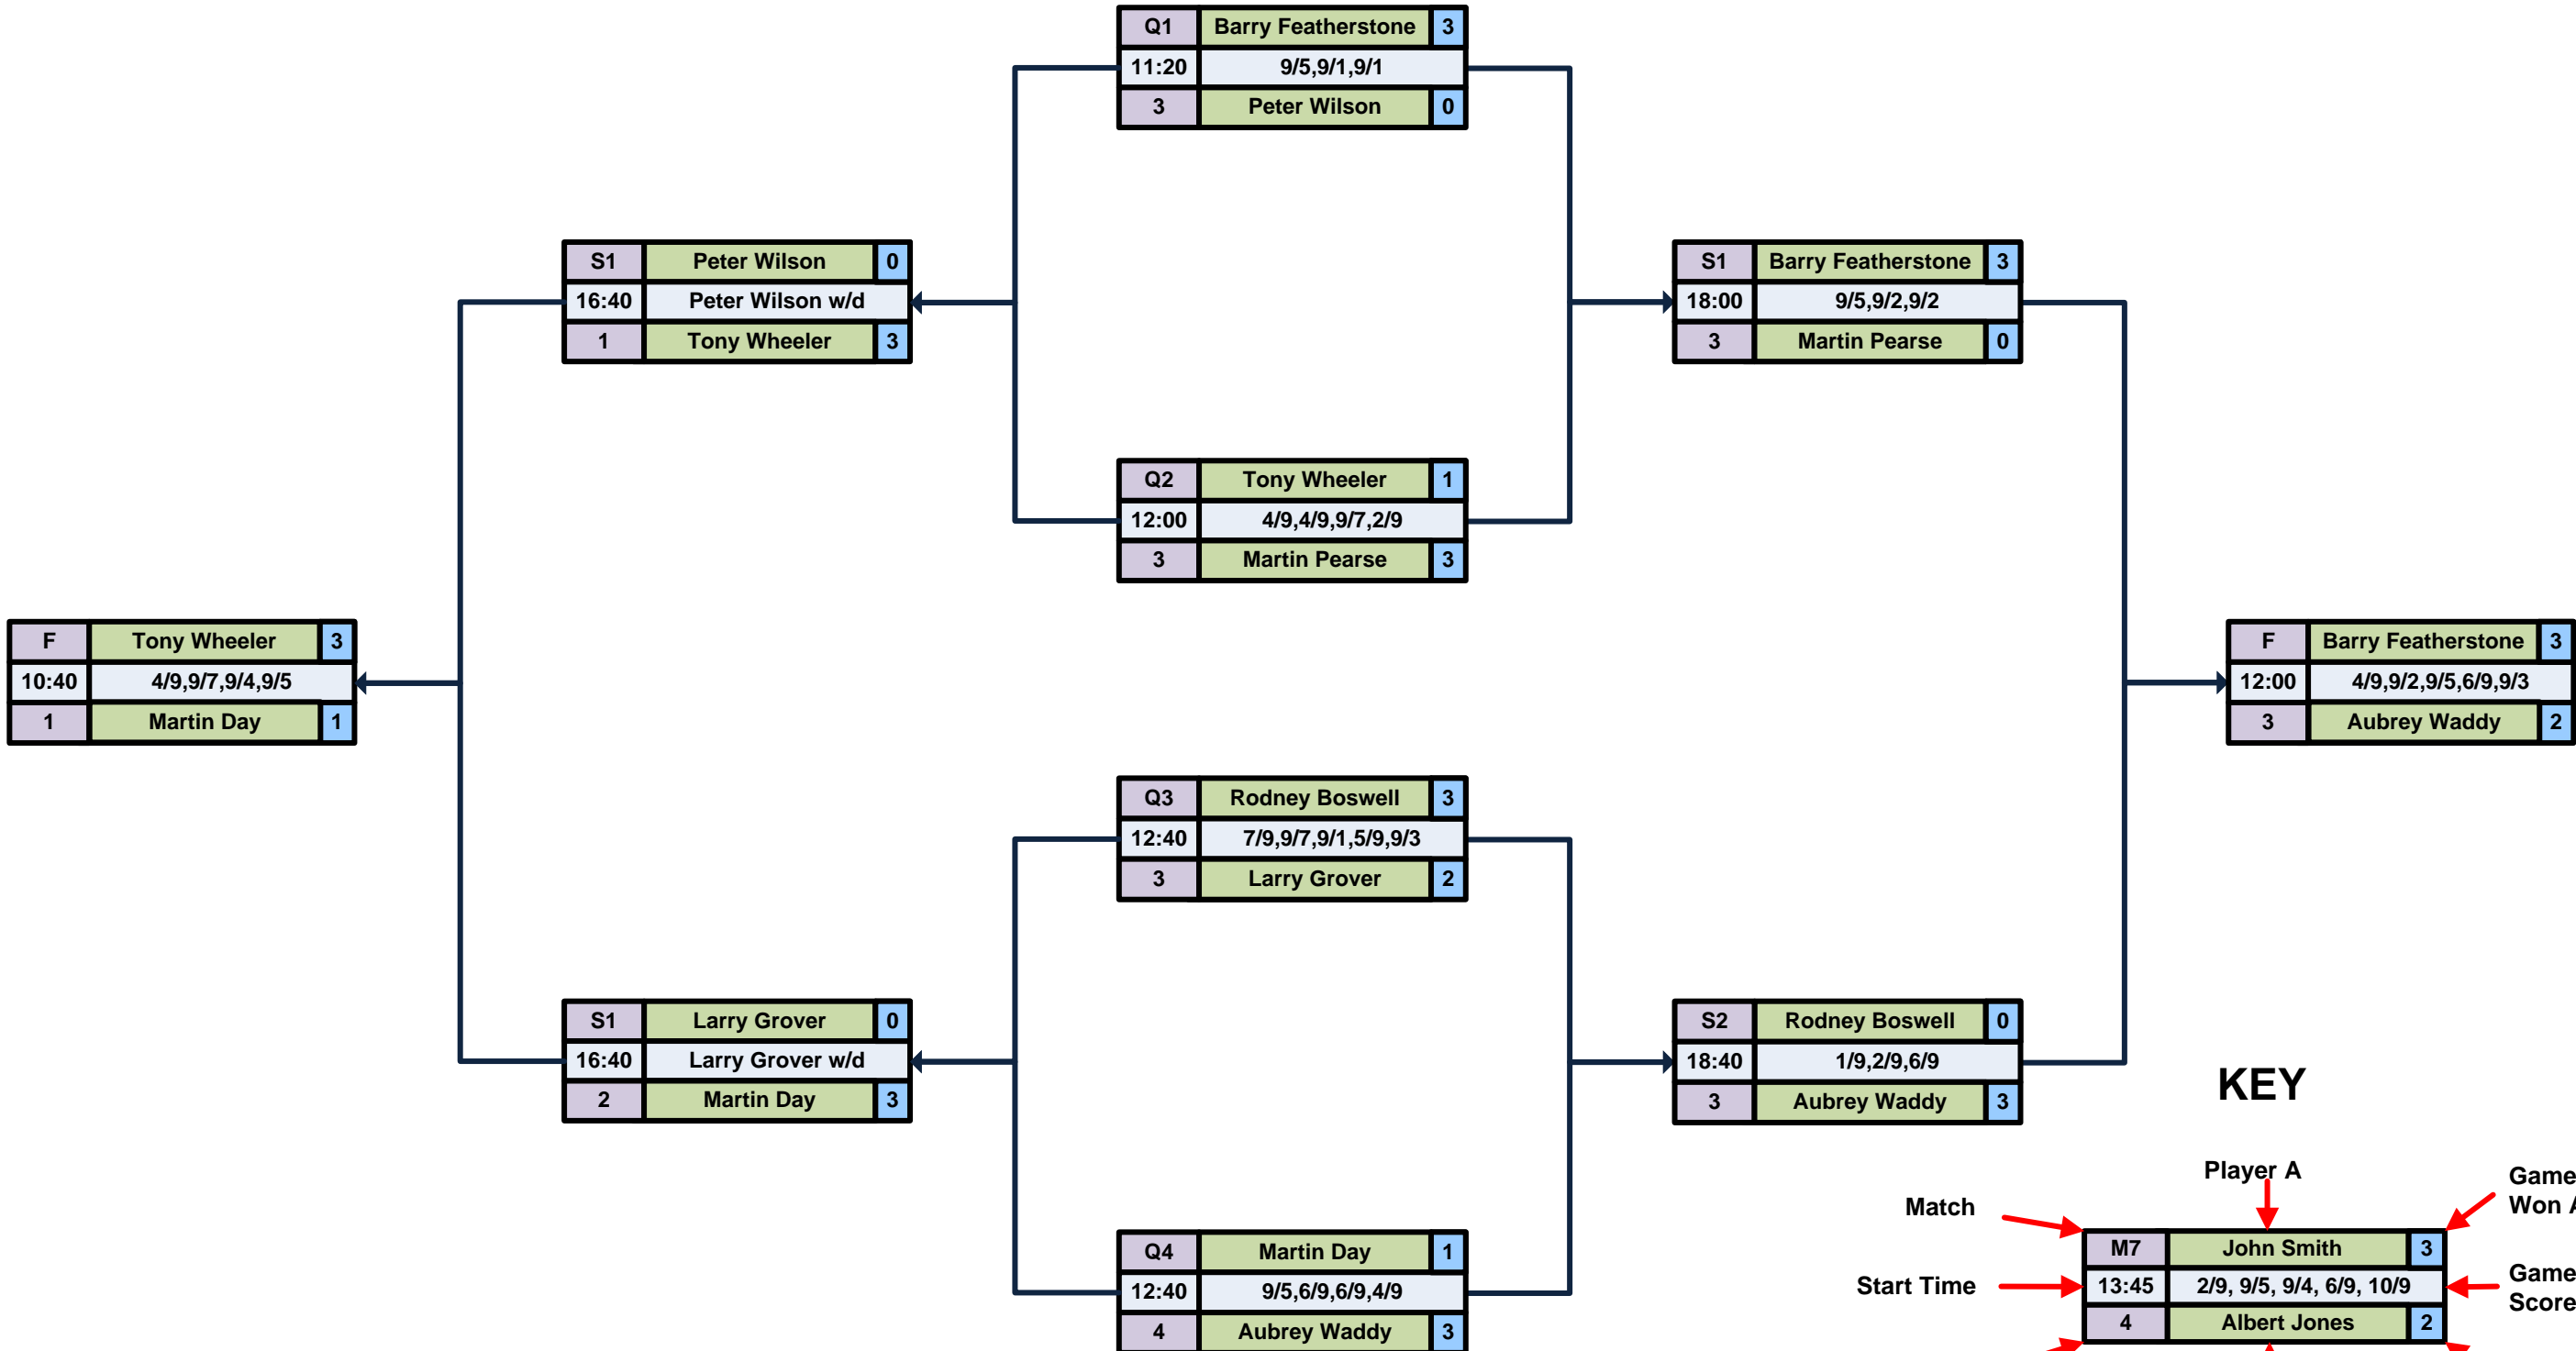 Q1 Barry Featherstone 3
11:20 9/5,9/1,9/1
3 Peter Wilson 0
S1 Peter Wilson 0
16:40 Peter Wilson w/d
1 Tony Wheeler 3
S1 Barry Featherstone 3
18:00 9/5,9/2,9/2
3 Martin Pearse 0
Q2 Tony Wheeler 1
12:00 4/9,4/9,9/7,2/9
3 Martin Pearse 3
F Tony Wheeler 3
10:40 4/9,9/7,9/4,9/5
1 Martin Day 1
F Barry Featherstone 3
12:00 4/9,9/2,9/5,6/9,9/3
3 Aubrey Waddy 2
Q3 Rodney Boswell 3
12:40 7/9,9/7,9/1,5/9,9/3
3 Larry Grover 2
S1 Larry Grover 0
16:40 Larry Grover w/d
2 Martin Day 3
S2 Rodney Boswell 0
18:40 1/9,2/9,6/9
3 Aubrey Waddy 3
Q4 Martin Day 1
12:40 9/5,6/9,6/9,4/9
4 Aubrey Waddy 3
KEY
Player A
Match
Game
Won A
M7 John Smith 3
Start Time
13:45 2/9, 9/5, 9/4, 6/9, 10/9
Game
Score
4 Albert Jones 2